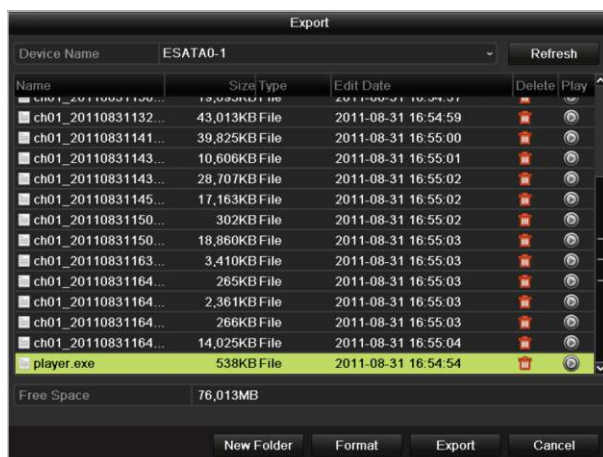 Export
Device Name ESATA0-1 Refresh
Name Size Type Edit Date Delete Play
ch01_20110831132... 43,013KB File 2011-08-31 16:54:59
ch01_20110831141... 39,825KB File 2011-08-31 16:55:00
ch01_20110831143... 10,606KB File 2011-08-31 16:55:01
ch01_20110831143... 28,707KB File 2011-08-31 16:55:02
ch01_20110831145... 17,163KB File 2011-08-31 16:55:02
ch01_20110831150... 302KB File 2011-08-31 16:55:02
ch01_20110831150... 18,860KB File 2011-08-31 16:55:03
ch01_20110831163... 3,410KB File 2011-08-31 16:55:03
ch01_20110831164... 265KB File 2011-08-31 16:55:03
ch01_20110831164... 2,361KB File 2011-08-31 16:55:03
ch01_20110831164... 266KB File 2011-08-31 16:55:03
ch01_20110831164... 14,025KB File 2011-08-31 16:55:04
player.exe 538KB File 2011-08-31 16:54:54
Free Space 76,013MB
New Folder Format Export Cancel